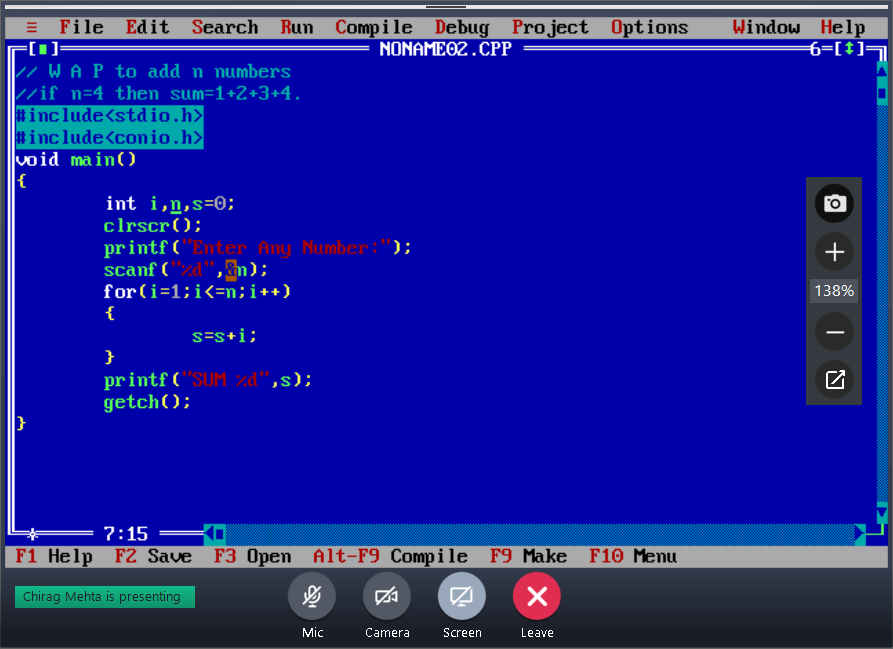 ≡ File Edit Search Run Compile Debug Project Options Window Help
[■] NONAME02.CPP 6=[↕]
// W A P to add n numbers
//if n=4 then sum=1+2+3+4.
#include<stdio.h>
#include<conio.h>
void main()
{
int i,n,s=0;
clrscr();
printf("Enter Any Number:");
scanf("%d",&n);
for(i=1;i<=n;i++)
{
s=s+i;
}
printf("SUM %d",s);
getch();
}
138%
7:15
F1 Help F2 Save F3 Open Alt-F9 Compile F9 Make F10 Menu
Chirag Mehta is presenting
Mic Camera Screen Leave